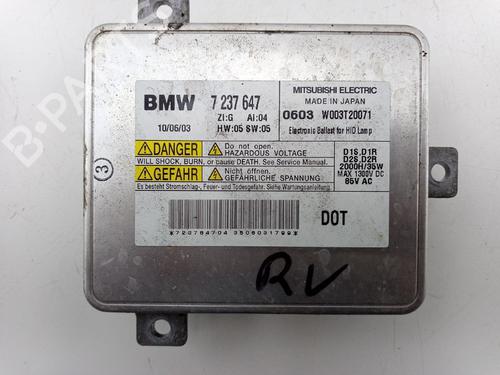 BMW 7 237 647
ZI:G AI:04
10/06/03 HW:05 SW:05
MITSUBISHI ELECTRIC
MADE IN JAPAN
0603 W003T20071
Electronic Ballast for HID Lamp
DANGER Do not open.
HAZARDOUS VOLTAGE
WILL SHOCK, BURN, or cause DEATH. See Service Manual.
GEFAHR Nicht öffnen!
GEFÄHRLICHE SPANNUNG
Es besteht Stromschlag-, Feuer- und Todesgefahr. Siehe Wartungsanleitung.
D1S,D1R
D2S,D2R
2000H/35W
MAX 1300V DC
85V AC
DOT
3
RV